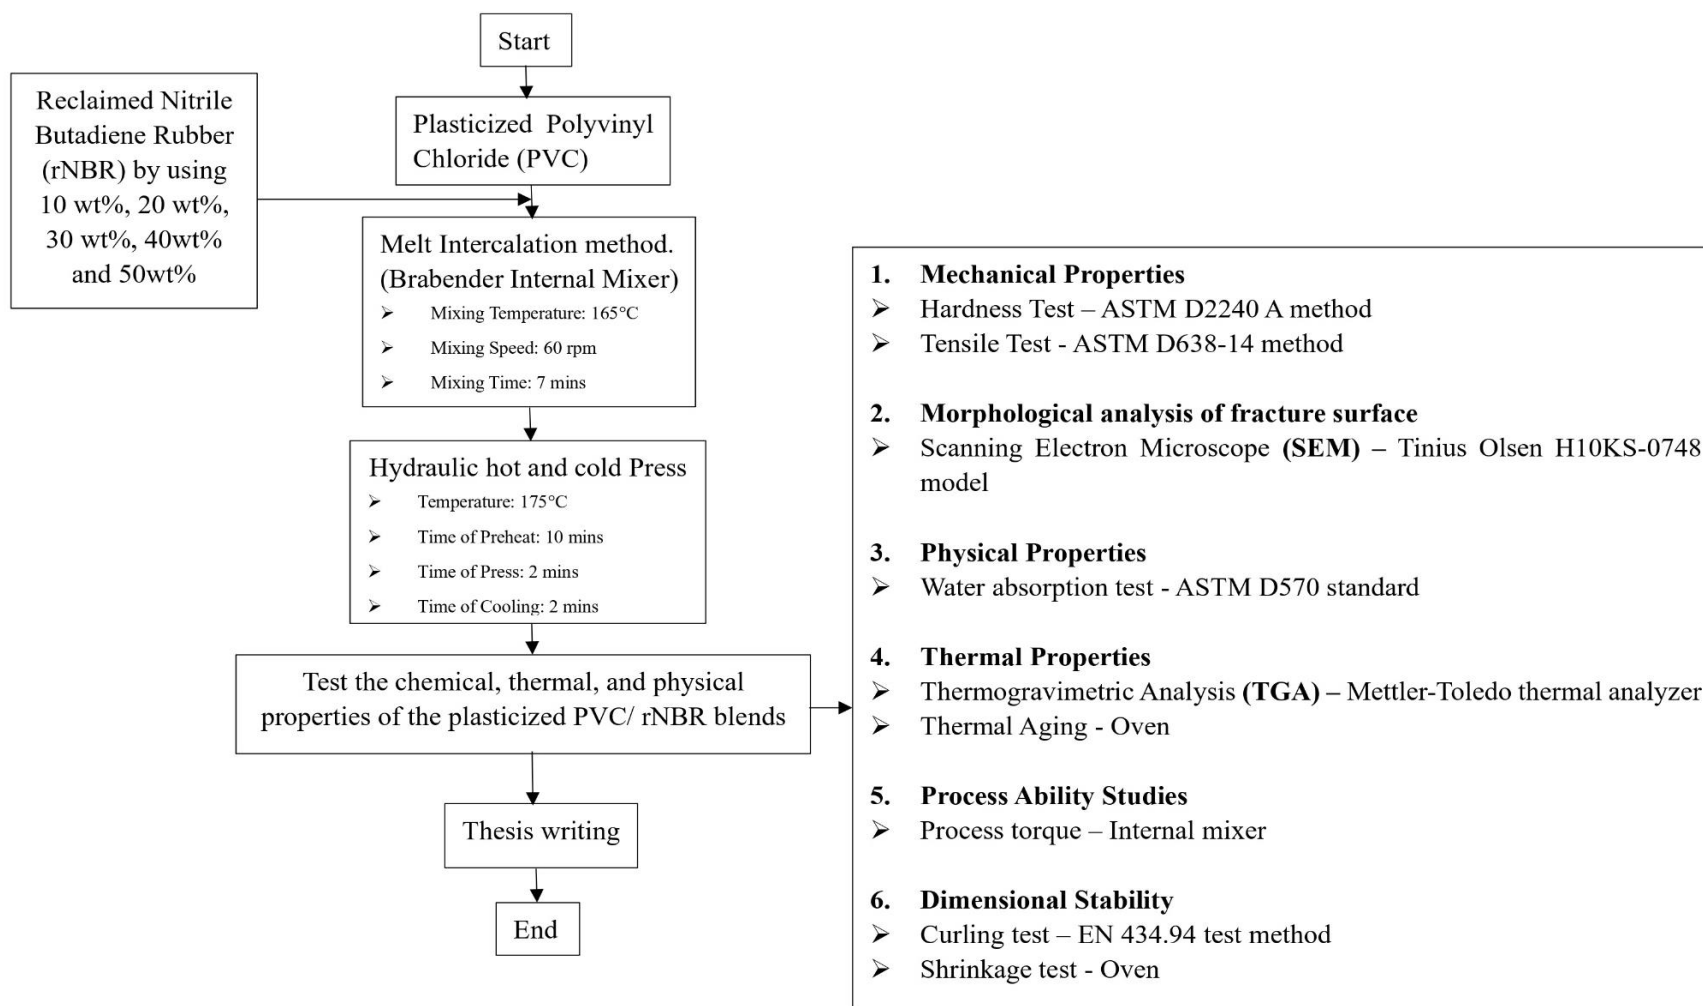 Start
Reclaimed Nitrile
Butadiene Rubber
(rNBR) by using
10 wt%, 20 wt%,
30 wt%, 40wt%
and 50wt%
Plasticized Polyvinyl
Chloride (PVC)
Melt Intercalation method.
(Brabender Internal Mixer)
➢ Mixing Temperature: 165°C
➢ Mixing Speed: 60 rpm
➢ Mixing Time: 7 mins
Hydraulic hot and cold Press
➢ Temperature: 175°C
➢ Time of Preheat: 10 mins
➢ Time of Press: 2 mins
➢ Time of Cooling: 2 mins
Test the chemical, thermal, and physical
properties of the plasticized PVC/ rNBR blends
Thesis writing
End
1. Mechanical Properties
➢ Hardness Test – ASTM D2240 A method
➢ Tensile Test - ASTM D638-14 method
2. Morphological analysis of fracture surface
➢ Scanning Electron Microscope (SEM) – Tinius Olsen H10KS-0748
model
3. Physical Properties
➢ Water absorption test - ASTM D570 standard
4. Thermal Properties
➢ Thermogravimetric Analysis (TGA) – Mettler-Toledo thermal analyzer
➢ Thermal Aging - Oven
5. Process Ability Studies
➢ Process torque – Internal mixer
6. Dimensional Stability
➢ Curling test – EN 434.94 test method
➢ Shrinkage test - Oven